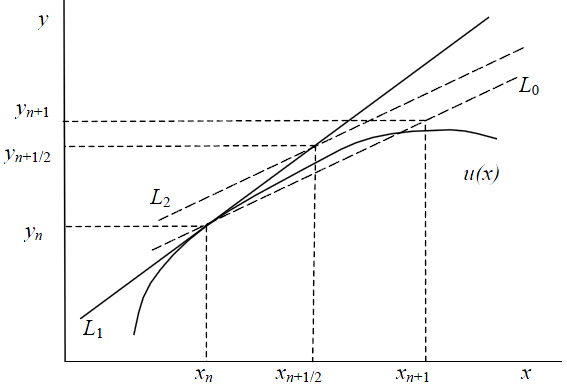 y
L₀
yₙ₊₁
yₙ₊₁/₂
u(x)
L₂
yₙ
L₁
xₙ xₙ₊₁/₂ xₙ₊₁ x